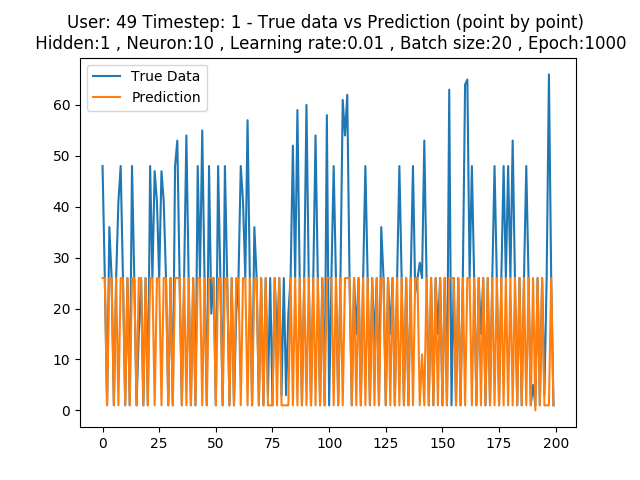 User: 49 Timestep: 1 - True data vs Prediction (point by point)
Hidden:1 , Neuron:10 , Learning rate:0.01 , Batch size:20 , Epoch:1000
True Data
Prediction
60
50
40
30
20
10
0
0 25 50 75 100 125 150 175 200